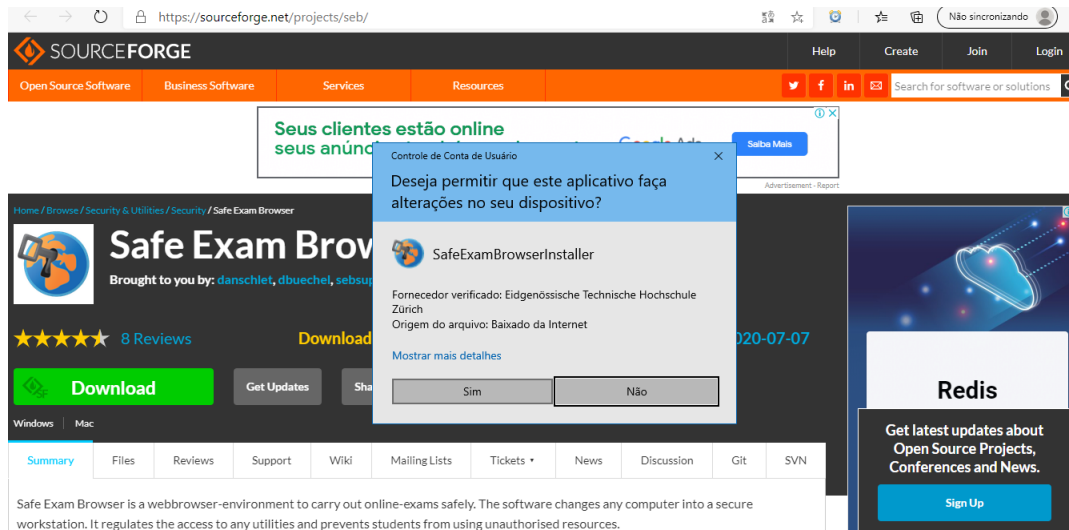 https://sourceforge.net/projects/seb/
Não sincronizando
SOURCEFORGE
Help Create Join Login
Open Source Software Business Software Services Resources
Search for software or solutions
Seus clientes estão online
seus anúnc
Saiba Mais
Advertisement - Report
Controle de Conta de Usuário
Deseja permitir que este aplicativo faça
alterações no seu dispositivo?
SafeExamBrowserInstaller
Fornecedor verificado: Eidgenössische Technische Hochschule
Zürich
Origem do arquivo: Baixado da Internet
Mostrar mais detalhes
Sim Não
Home / Browse / Security & Utilities / Security / Safe Exam Browser
Safe Exam Brow
Brought to you by: danschlet, dbuechel, sebsup
8 Reviews Download 020-07-07
Download Get Updates Sha
Windows Mac
Summary Files Reviews Support Wiki Mailing Lists Tickets News Discussion Git SVN
Safe Exam Browser is a webbrowser-environment to carry out online-exams safely. The software changes any computer into a secure
workstation. It regulates the access to any utilities and prevents students from using unauthorised resources.
Redis
Get latest updates about
Open Source Projects,
Conferences and News.
Sign Up